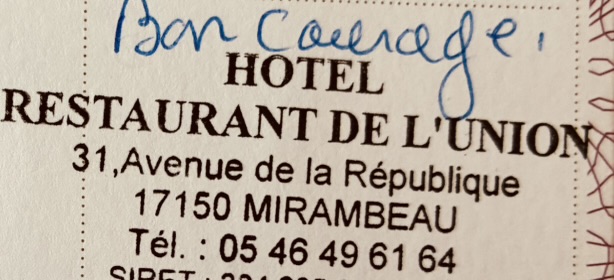 Bon Courage.
HOTEL
RESTAURANT DE L'UNION
31,Avenue de la République
17150 MIRAMBEAU
Tél. : 05 46 49 61 64
SIRET :